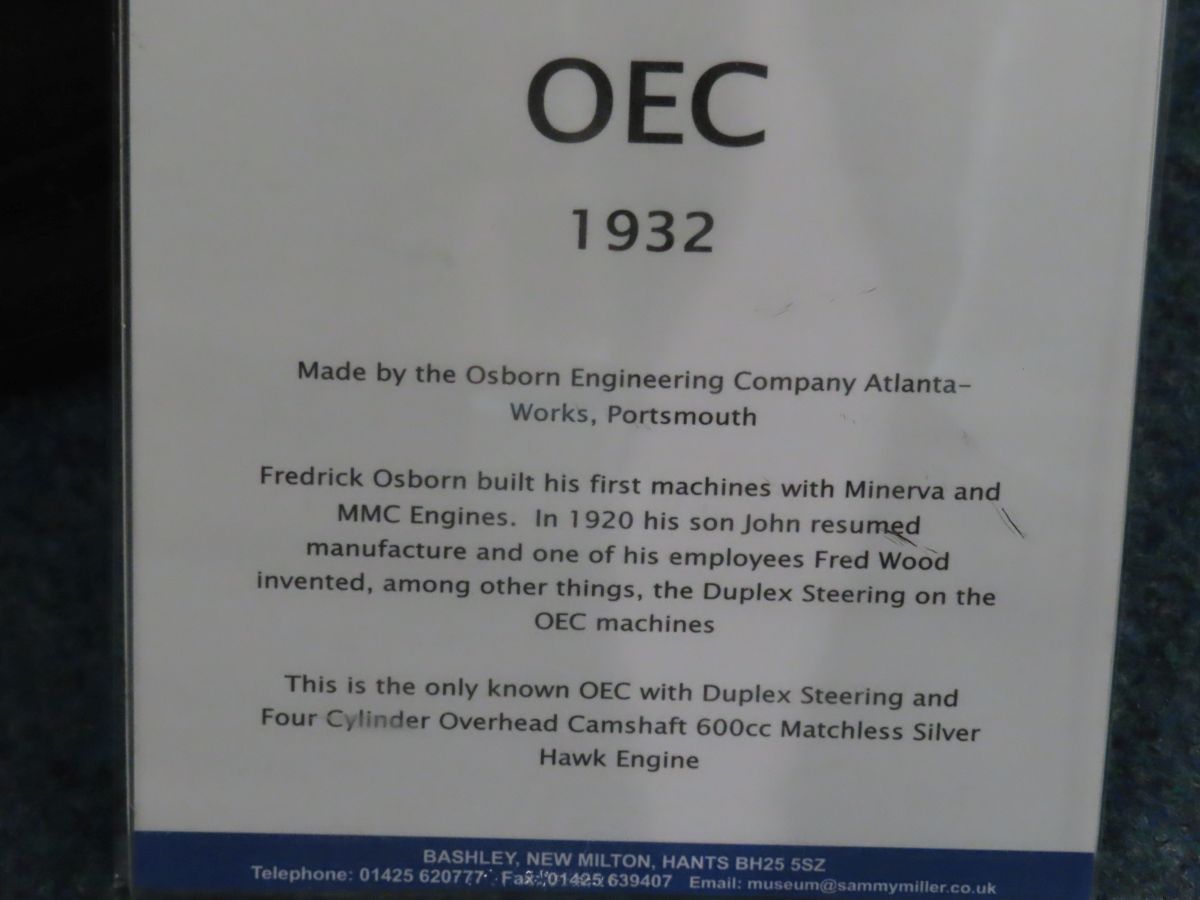 OEC
1932
Made by the Osborn Engineering Company Atlanta-
Works, Portsmouth
Fredrick Osborn built his first machines with Minerva and
MMC Engines. In 1920 his son John resumed
manufacture and one of his employees Fred Wood
invented, among other things, the Duplex Steering on the
OEC machines
This is the only known OEC with Duplex Steering and
Four Cylinder Overhead Camshaft 600cc Matchless Silver
Hawk Engine
BASHLEY, NEW MILTON, HANTS BH25 5SZ
Telephone: 01425 620777 Fax: 01425 639407 Email: museum@sammymiller.co.uk